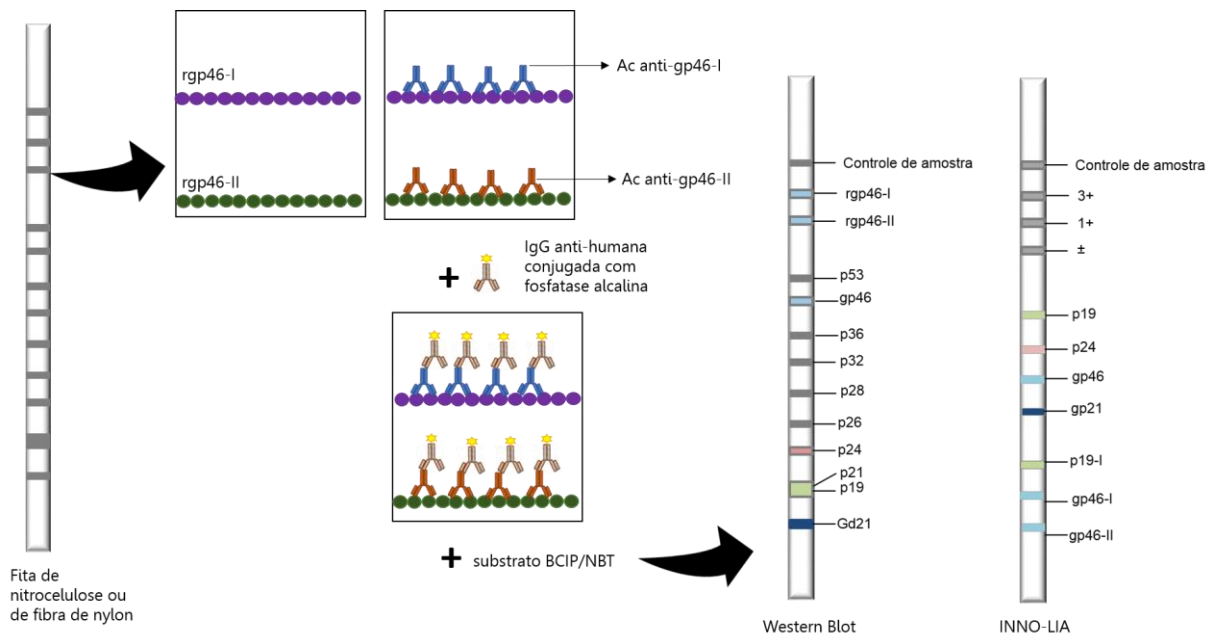 rgp46-I
rgp46-II
Ac anti-gp46-I
Ac anti-gp46-II
+
IgG anti-humana
conjugada com
fosfatase alcalina
+ substrato BCIP/NBT
Fita de
nitrocelulose ou
de fibra de nylon
Controle de amostra
rgp46-I
rgp46-II
p53
gp46
p36
p32
p28
p26
p24
p21
p19
Gd21
Western Blot
Controle de amostra
3+
1+
±
p19
p24
gp46
gp21
p19-I
gp46-I
gp46-II
INNO-LIA